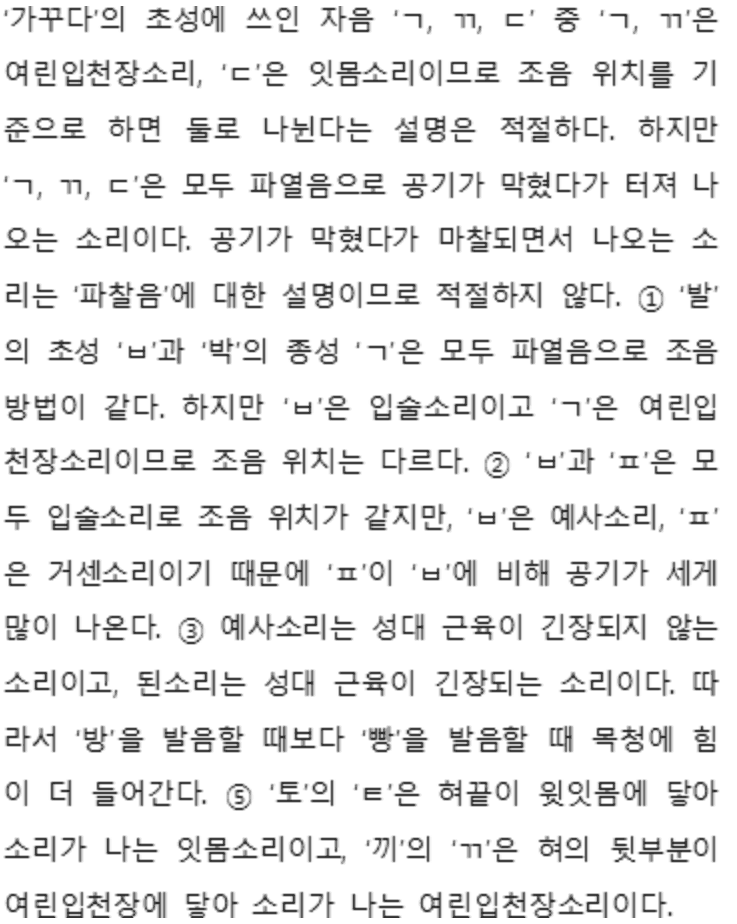 ‘가꾸다’의 초성에 쓰인 자음 ‘ㄱ, ㄲ, ㄷ’ 중 ‘ㄱ, ㄲ’은
여린입천장소리, ‘ㄷ’은 잇몸소리이므로 조음 위치를 기
준으로 하면 둘로 나뉜다는 설명은 적절하다. 하지만
‘ㄱ, ㄲ, ㄷ’은 모두 파열음으로 공기가 막혔다가 터져 나
오는 소리이다. 공기가 막혔다가 마찰되면서 나오는 소
리는 ‘파찰음’에 대한 설명이므로 적절하지 않다. ① ‘발’
의 초성 ‘ㅂ’과 ‘박’의 종성 ‘ㄱ’은 모두 파열음으로 조음
방법이 같다. 하지만 ‘ㅂ’은 입술소리이고 ‘ㄱ’은 여린입
천장소리이므로 조음 위치는 다르다. ② ‘ㅂ’과 ‘ㅍ’은 모
두 입술소리로 조음 위치가 같지만, ‘ㅂ’은 예사소리, ‘ㅍ’
은 거센소리이기 때문에 ‘ㅍ’이 ‘ㅂ’에 비해 공기가 세게
많이 나온다. ③ 예사소리는 성대 근육이 긴장되지 않는
소리이고, 된소리는 성대 근육이 긴장되는 소리이다. 따
라서 ‘방’을 발음할 때보다 ‘빵’을 발음할 때 목청에 힘
이 더 들어간다. ⑤ ‘토’의 ‘ㅌ’은 혀끝이 윗잇몸에 닿아
소리가 나는 잇몸소리이고, ‘끼’의 ‘ㄲ’은 혀의 뒷부분이
여린입천장에 닿아 소리가 나는 여린입천장소리이다.